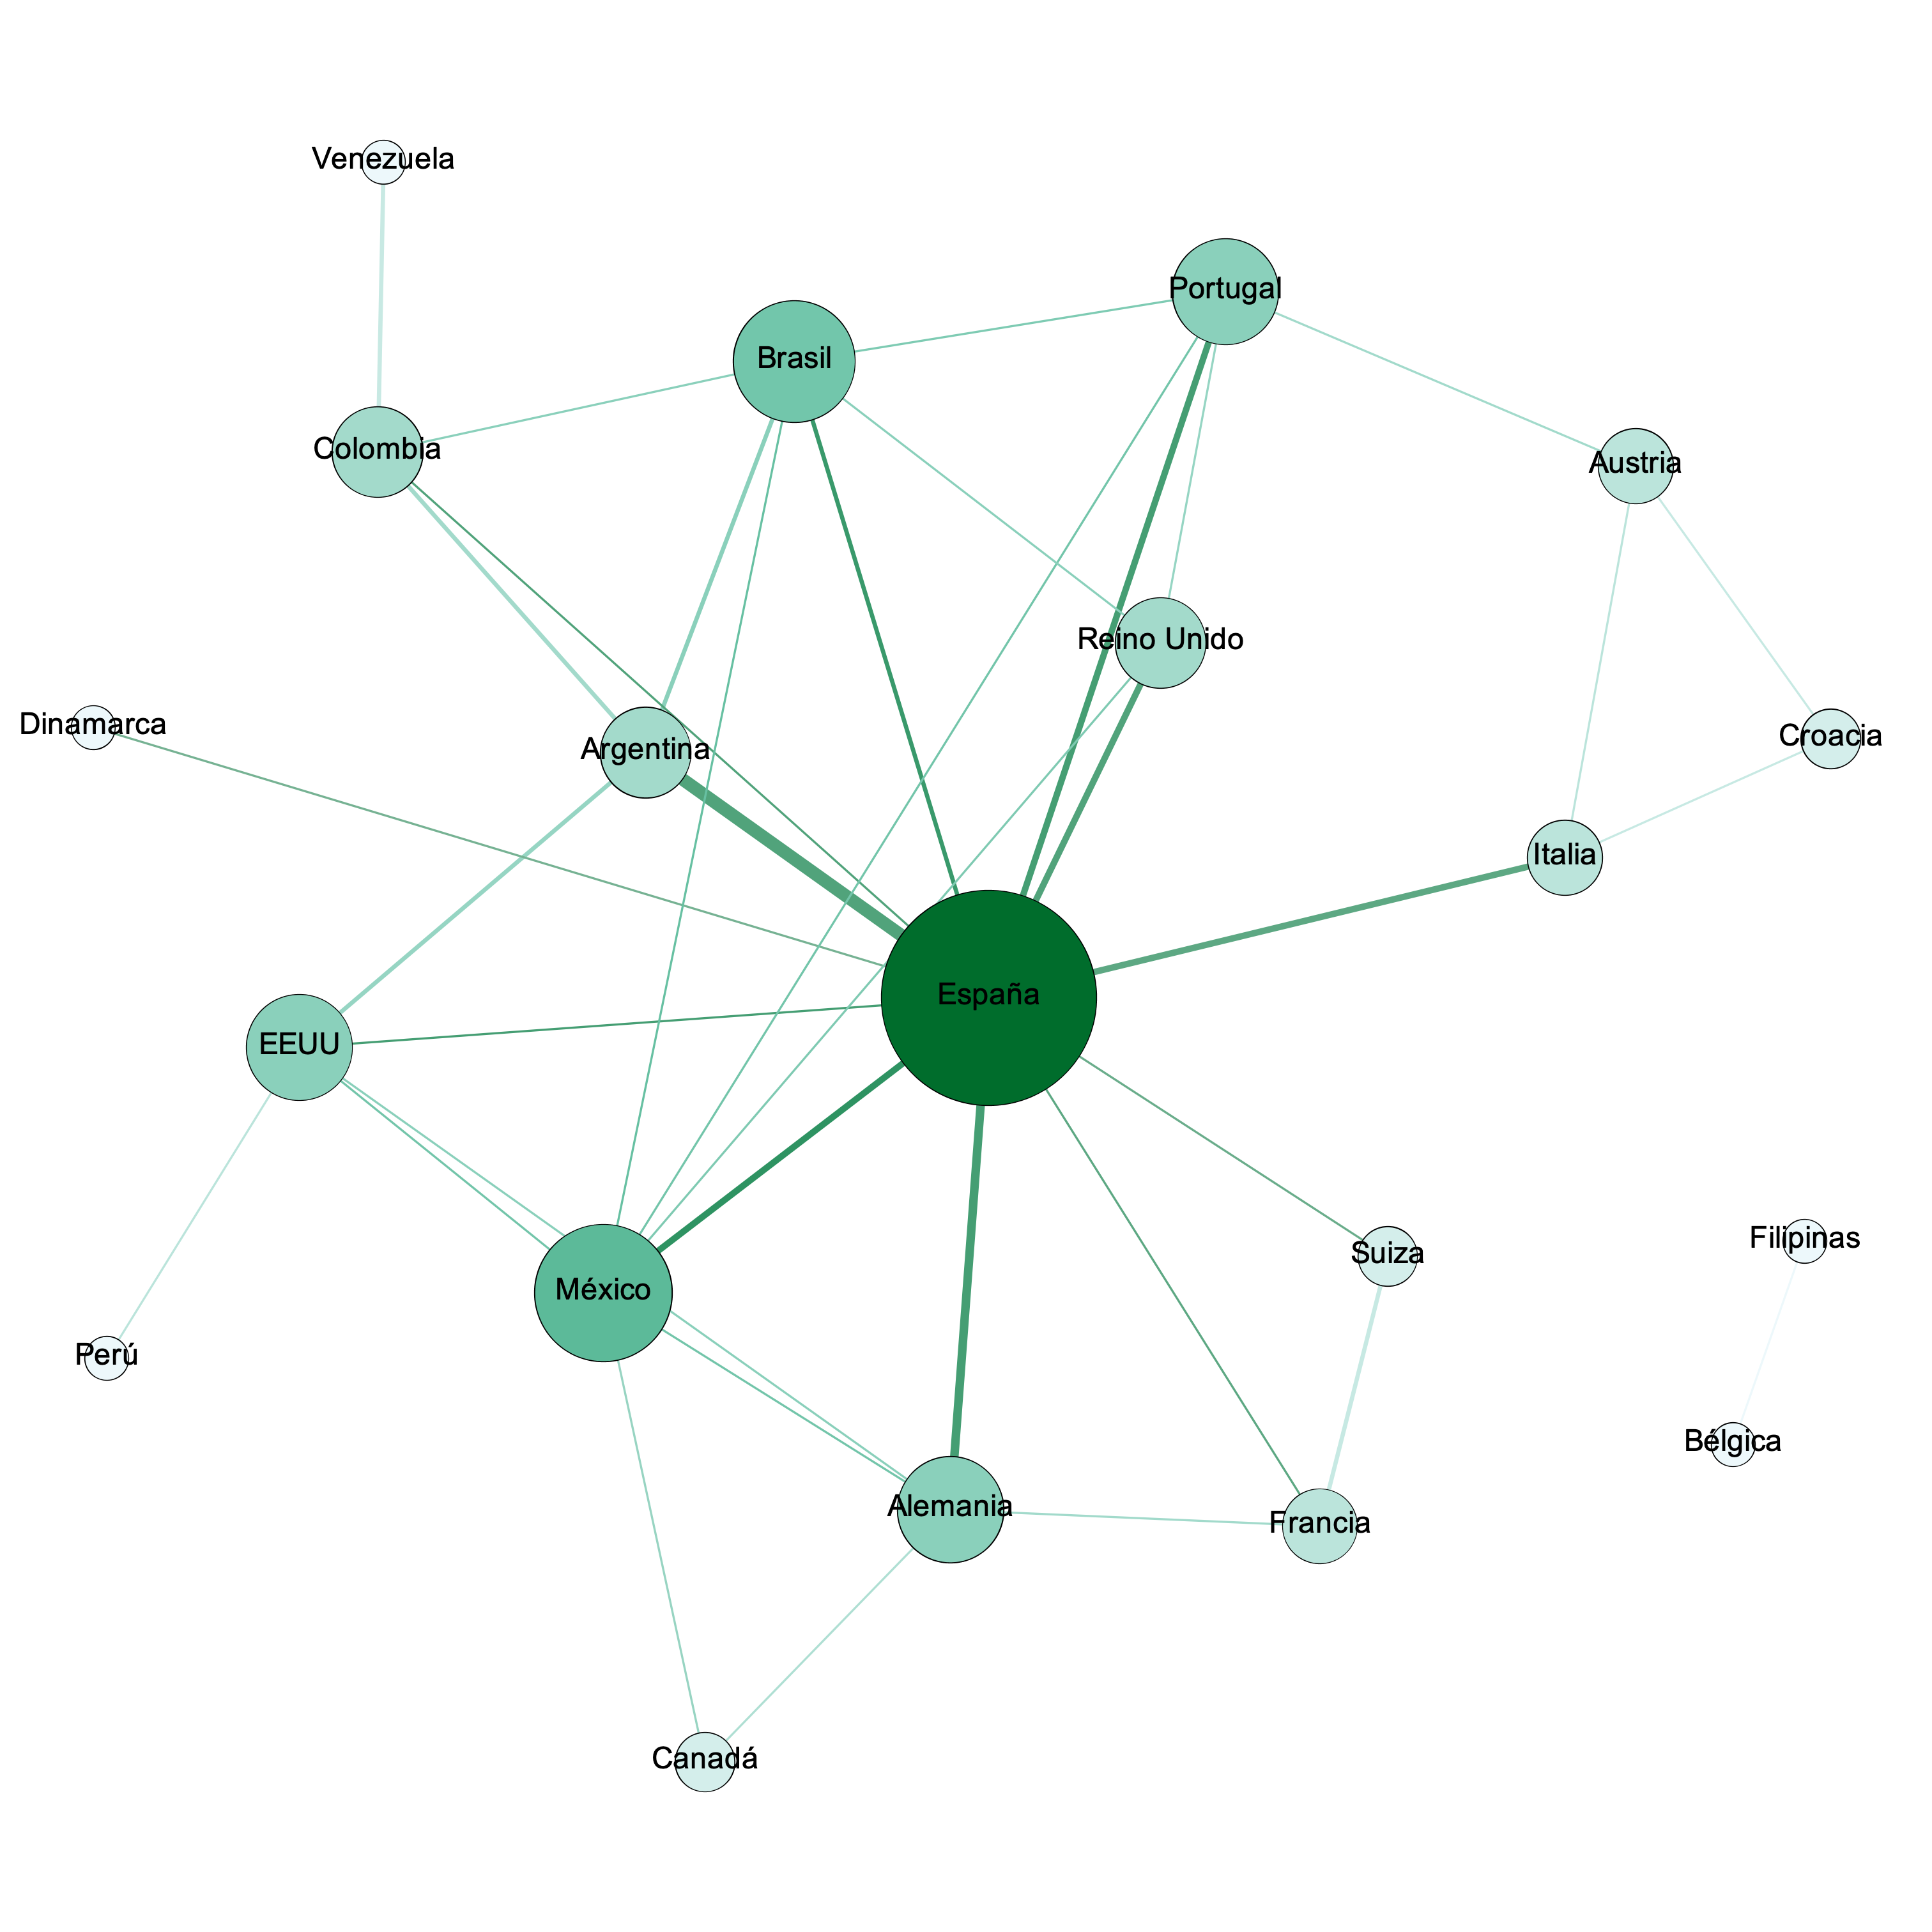 Venezuela
Portugal
Brasil
Colombia
Austria
Reino Unido
Dinamarca
Argentina
Croacia
Italia
España
EEUU
Filipinas
Suiza
México
Perú
Bélgica
Alemania
Francia
Canadá